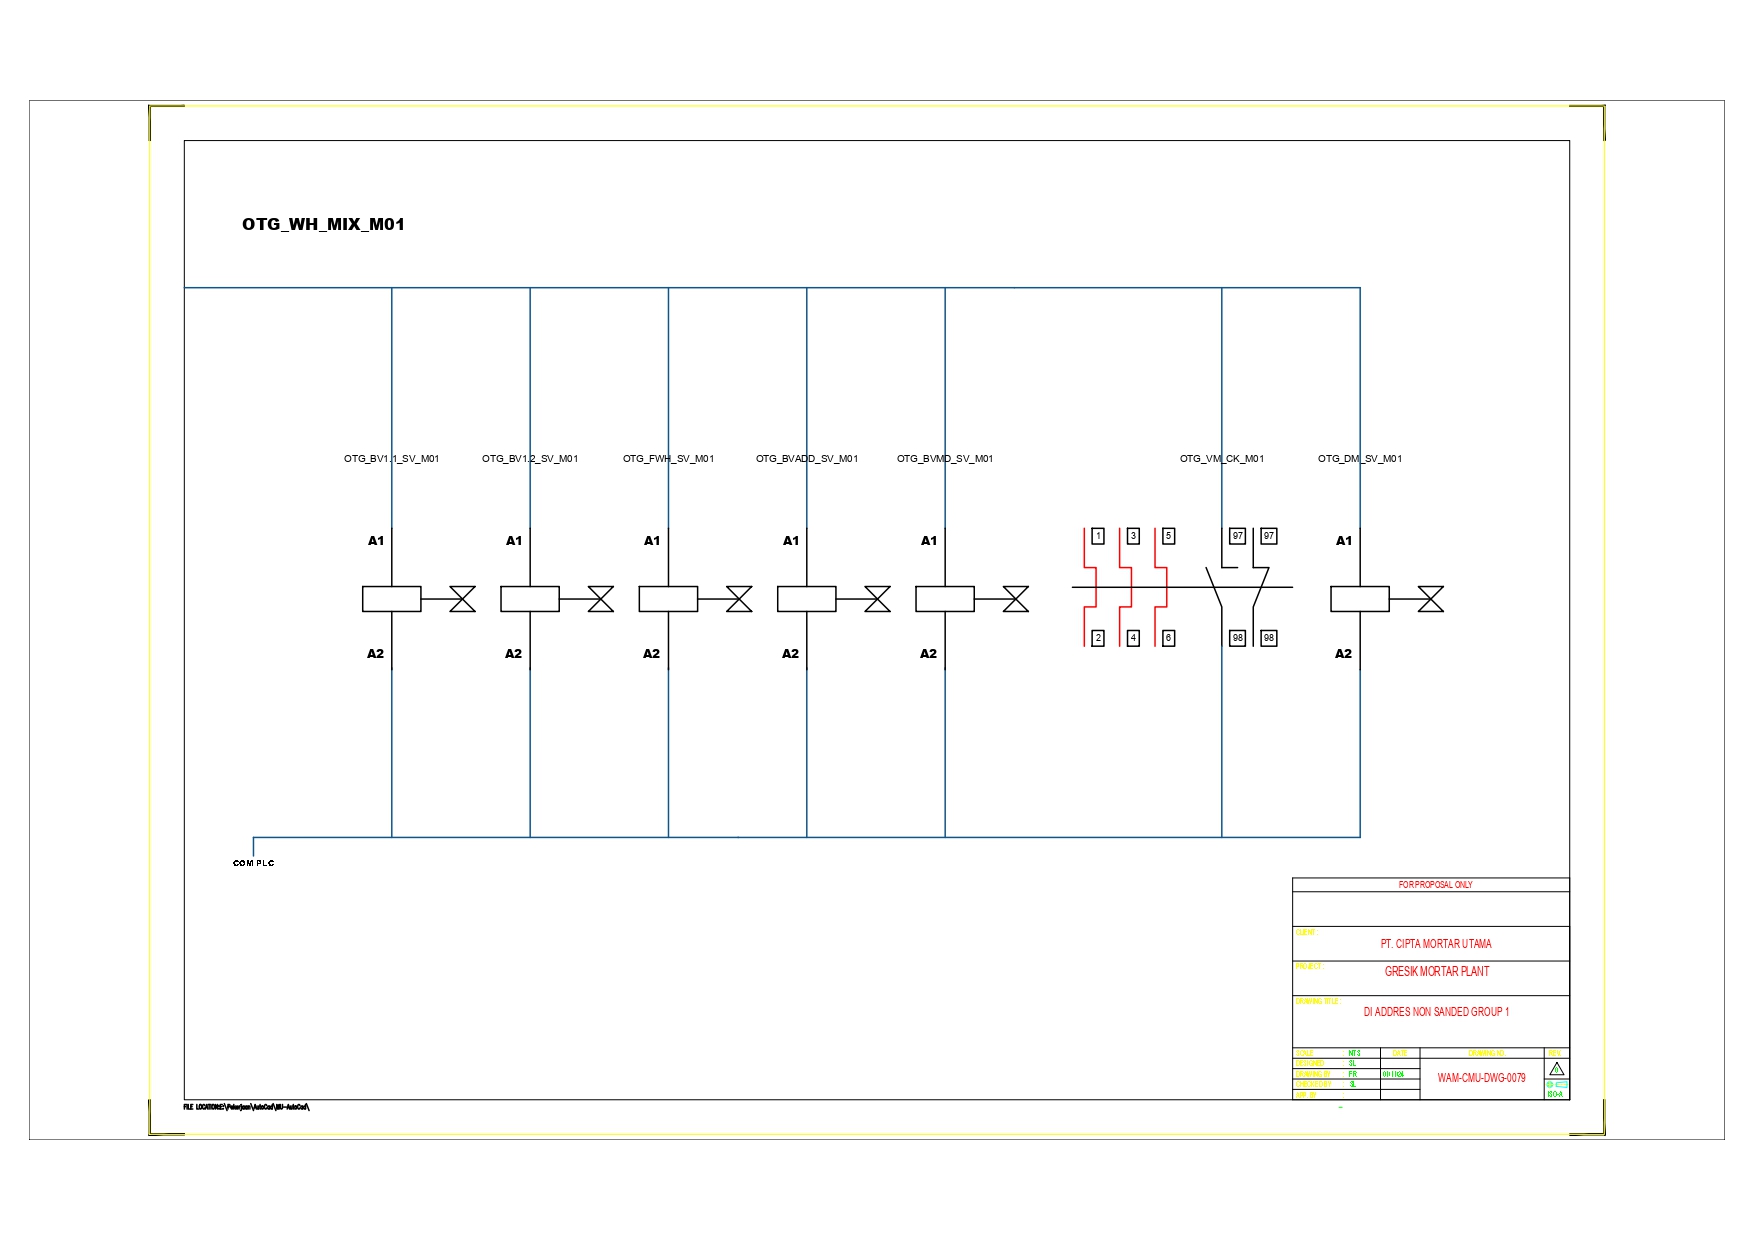 OTG_WH_MIX_M01
OTG_BV1.1_SV_M01 OTG_BV1.2_SV_M01 OTG_FWH_SV_M01 OTG_BVADD_SV_M01 OTG_BVMD_SV_M01 OTG_VM_CK_M01 OTG_DM_SV_M01
A1 A1 A1 A1 A1 1 3 5 97 97 A1
A2 A2 A2 A2 A2 2 4 6 98 98 A2
COM PLC
FOR PROPOSAL ONLY
CLIENT :
PT. CIPTA MORTAR UTAMA
PROJECT :
GRESIK MORTAR PLANT
DRAWING TITLE :
DI ADDRES NON SANDED GROUP 1
SCALE : NTS DATE DRAWING NO. REV.
DESIGNED : SL
DRAWING BY : FR WAM-CMU-DWG-0079
CHECKED BY : SL
APP. BY :
ISO-A
FILE LOCATION:E:\Pekerjaan\AutoCad\MU-AutoCad\